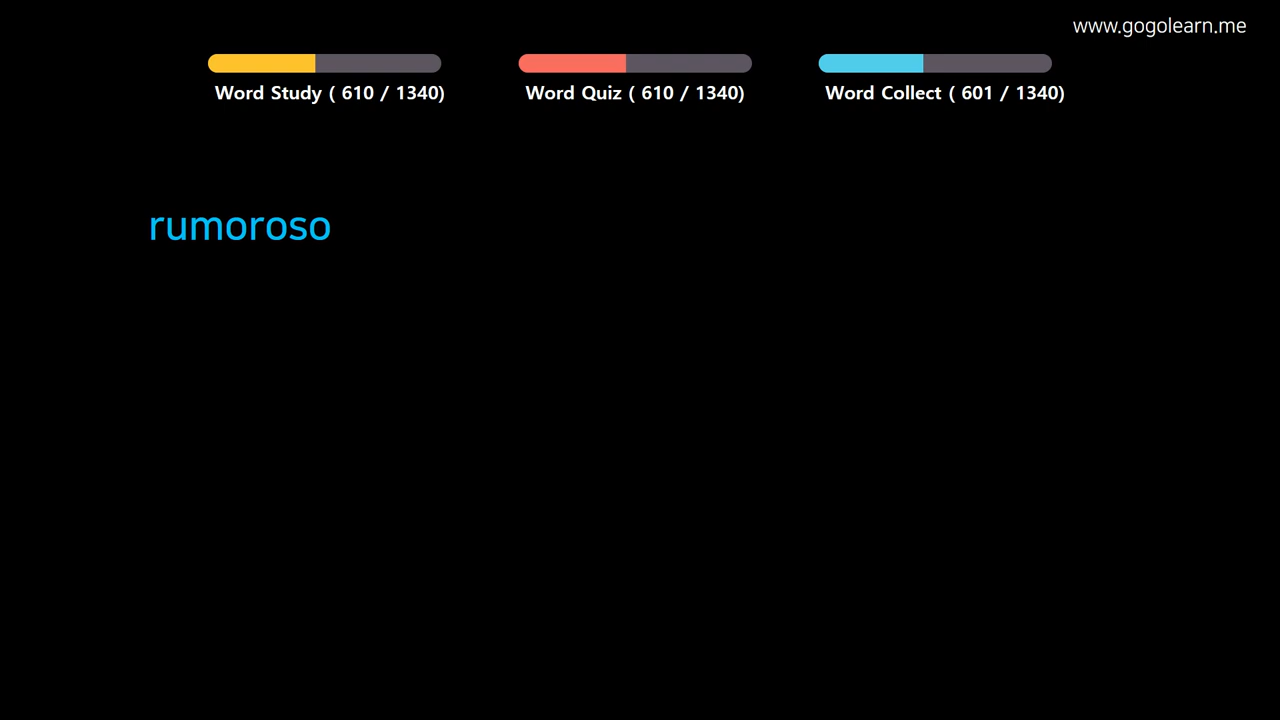 www.gogolearn.me
Word Study ( 610 / 1340)
Word Quiz ( 610 / 1340)
Word Collect ( 601 / 1340)
rumoroso